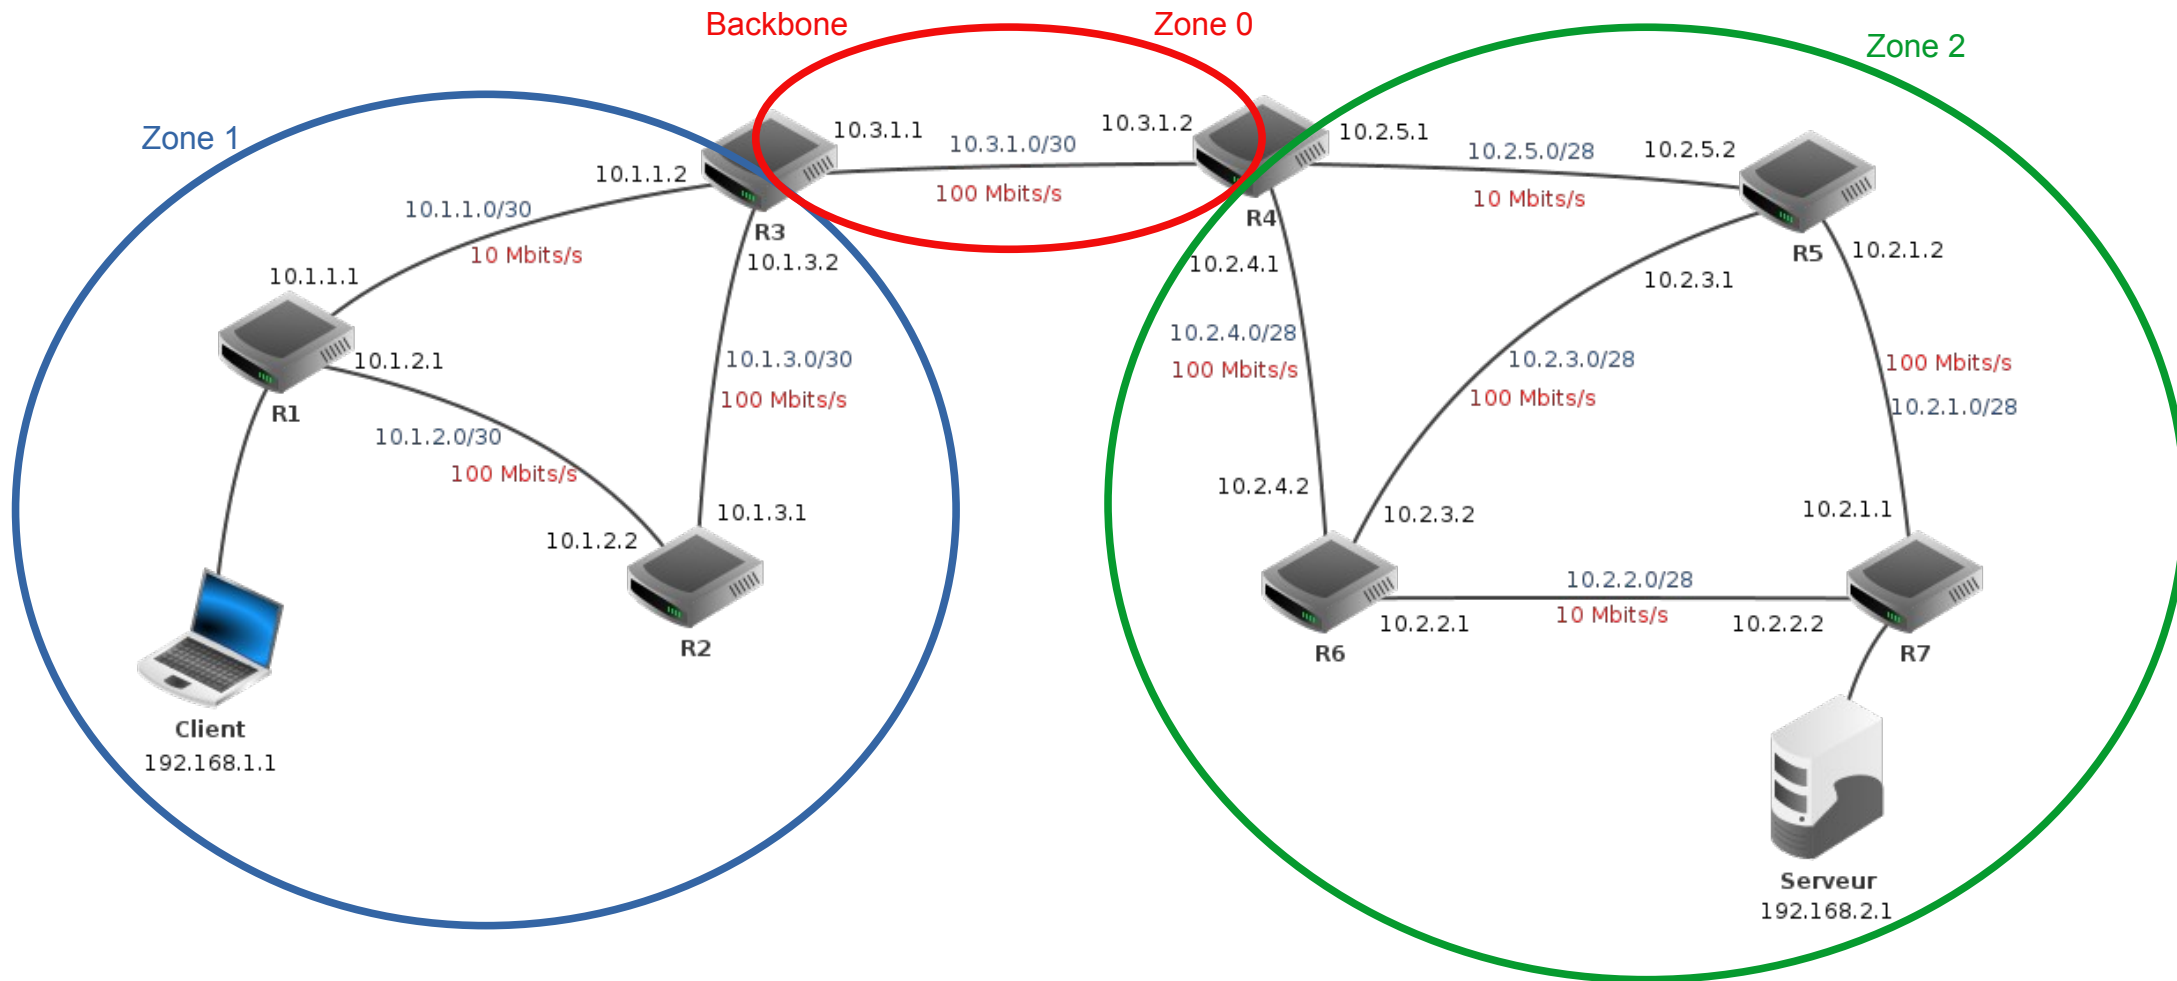 Backbone
Zone 0
Zone 2
Zone 1
10.3.1.1
10.3.1.0/30
10.3.1.2
100 Mbits/s
10.2.5.1
10.2.5.0/28
10.2.5.2
10 Mbits/s
10.1.1.2
10.1.1.0/30
10 Mbits/s
10.1.1.1
R3
10.1.3.2
R4
10.2.4.1
R5
10.2.1.2
10.2.3.1
10.1.2.1
R1
10.1.3.0/30
100 Mbits/s
10.2.4.0/28
100 Mbits/s
10.2.3.0/28
100 Mbits/s
100 Mbits/s
10.2.1.0/28
10.1.2.0/30
100 Mbits/s
10.1.2.2
10.1.3.1
R2
10.2.4.2
10.2.3.2
10.2.1.1
10.2.2.0/28
10 Mbits/s
10.2.2.1
10.2.2.2
R6
R7
Client
192.168.1.1
Serveur
192.168.2.1